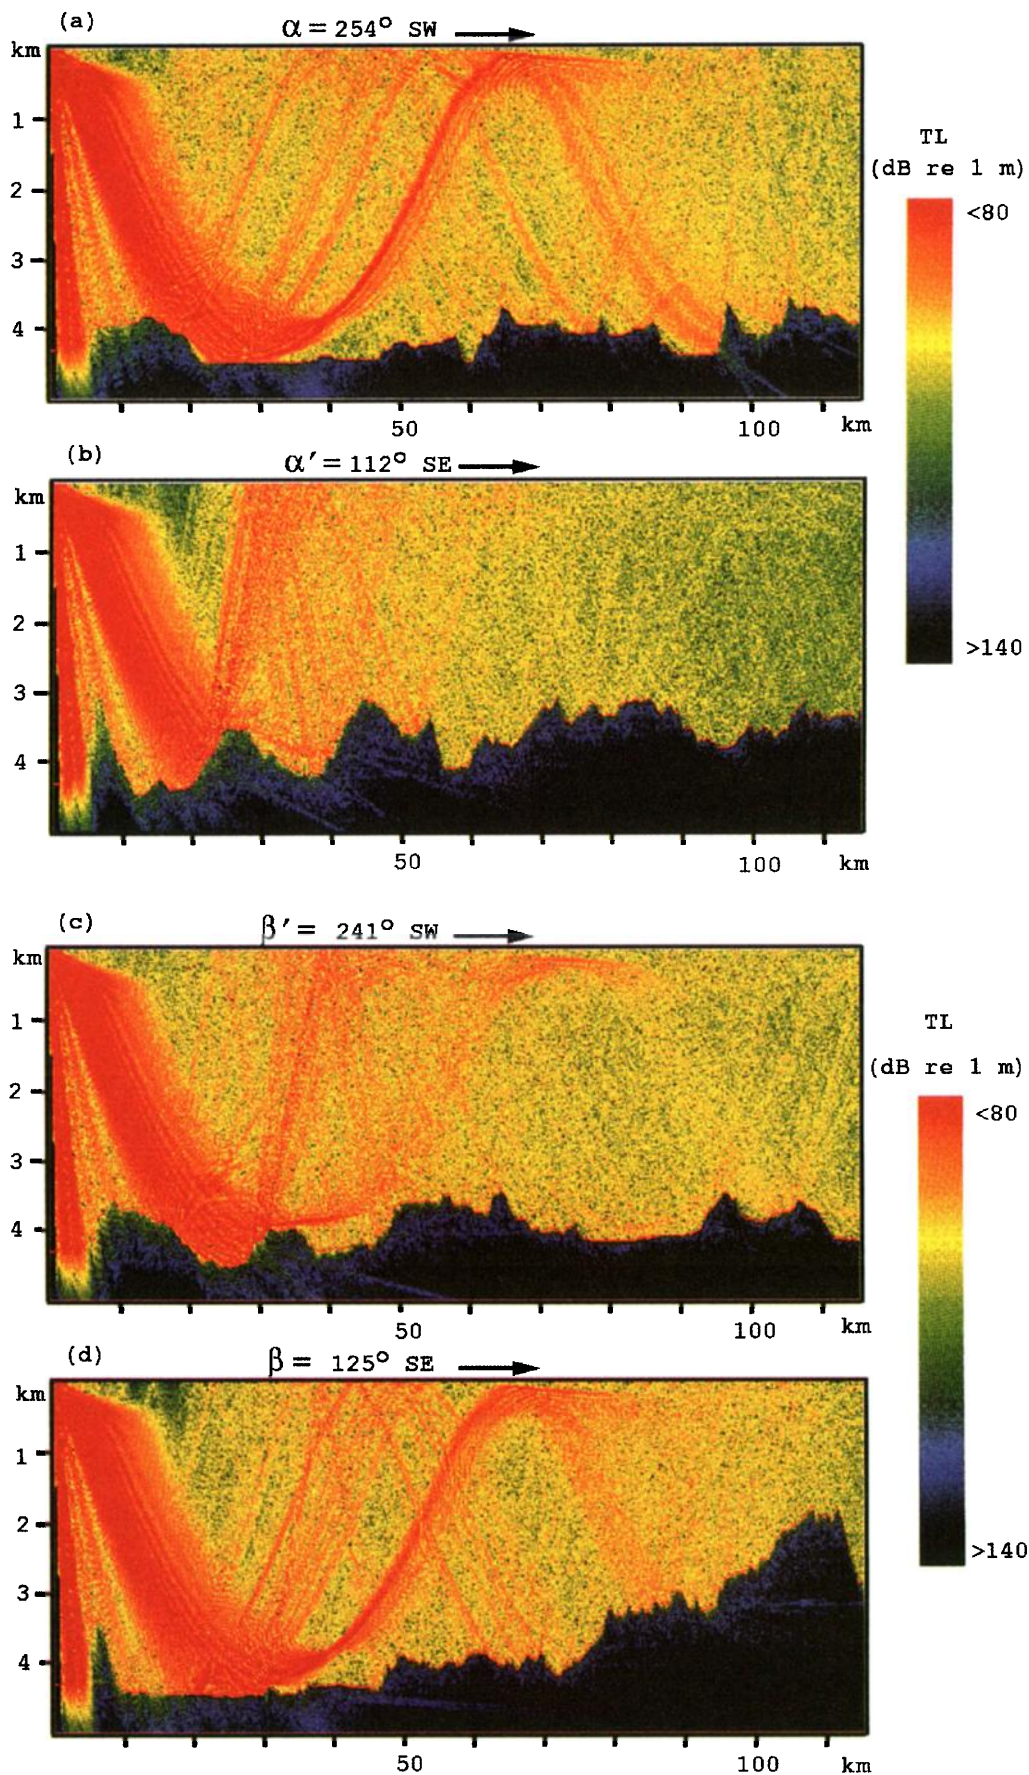 (a)
α = 254° SW
km
1
2
3
4
50
100
km
TL
(dB re 1 m)
<80
>140
(b)
α′ = 112° SE
km
1
2
3
4
50
100
km
(c)
β′ = 241° SW
km
1
2
3
4
50
100
km
TL
(dB re 1 m)
<80
>140
(d)
β = 125° SE
km
1
2
3
4
50
100
km